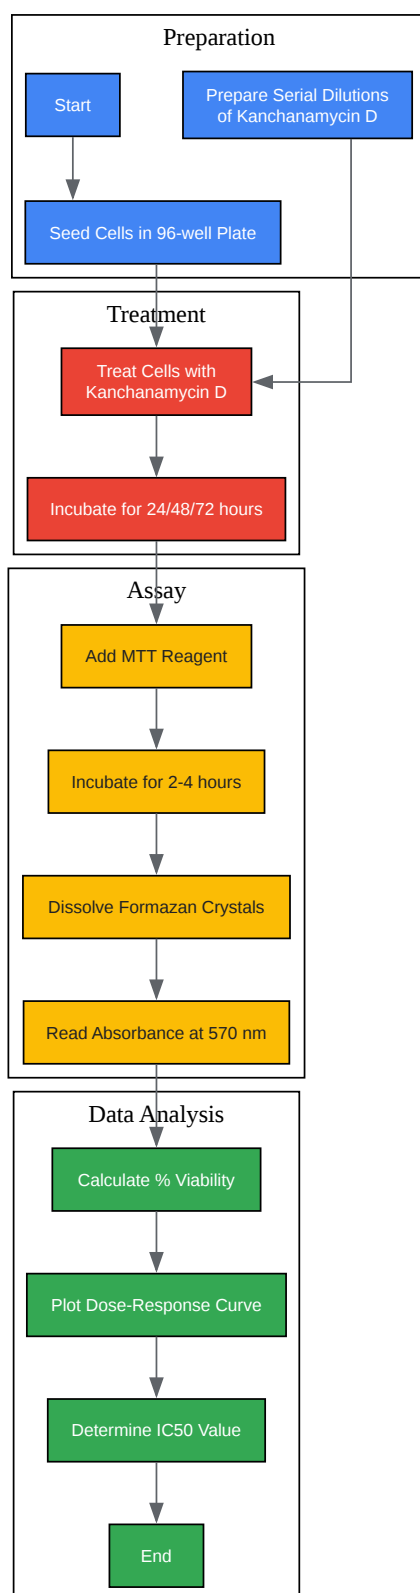 Preparation
Start
Prepare Serial Dilutions
of Kanchanamycin D
Seed Cells in 96-well Plate
Treatment
Treat Cells with
Kanchanamycin D
Incubate for 24/48/72 hours
Assay
Add MTT Reagent
Incubate for 2-4 hours
Dissolve Formazan Crystals
Read Absorbance at 570 nm
Data Analysis
Calculate % Viability
Plot Dose-Response Curve
Determine IC50 Value
End